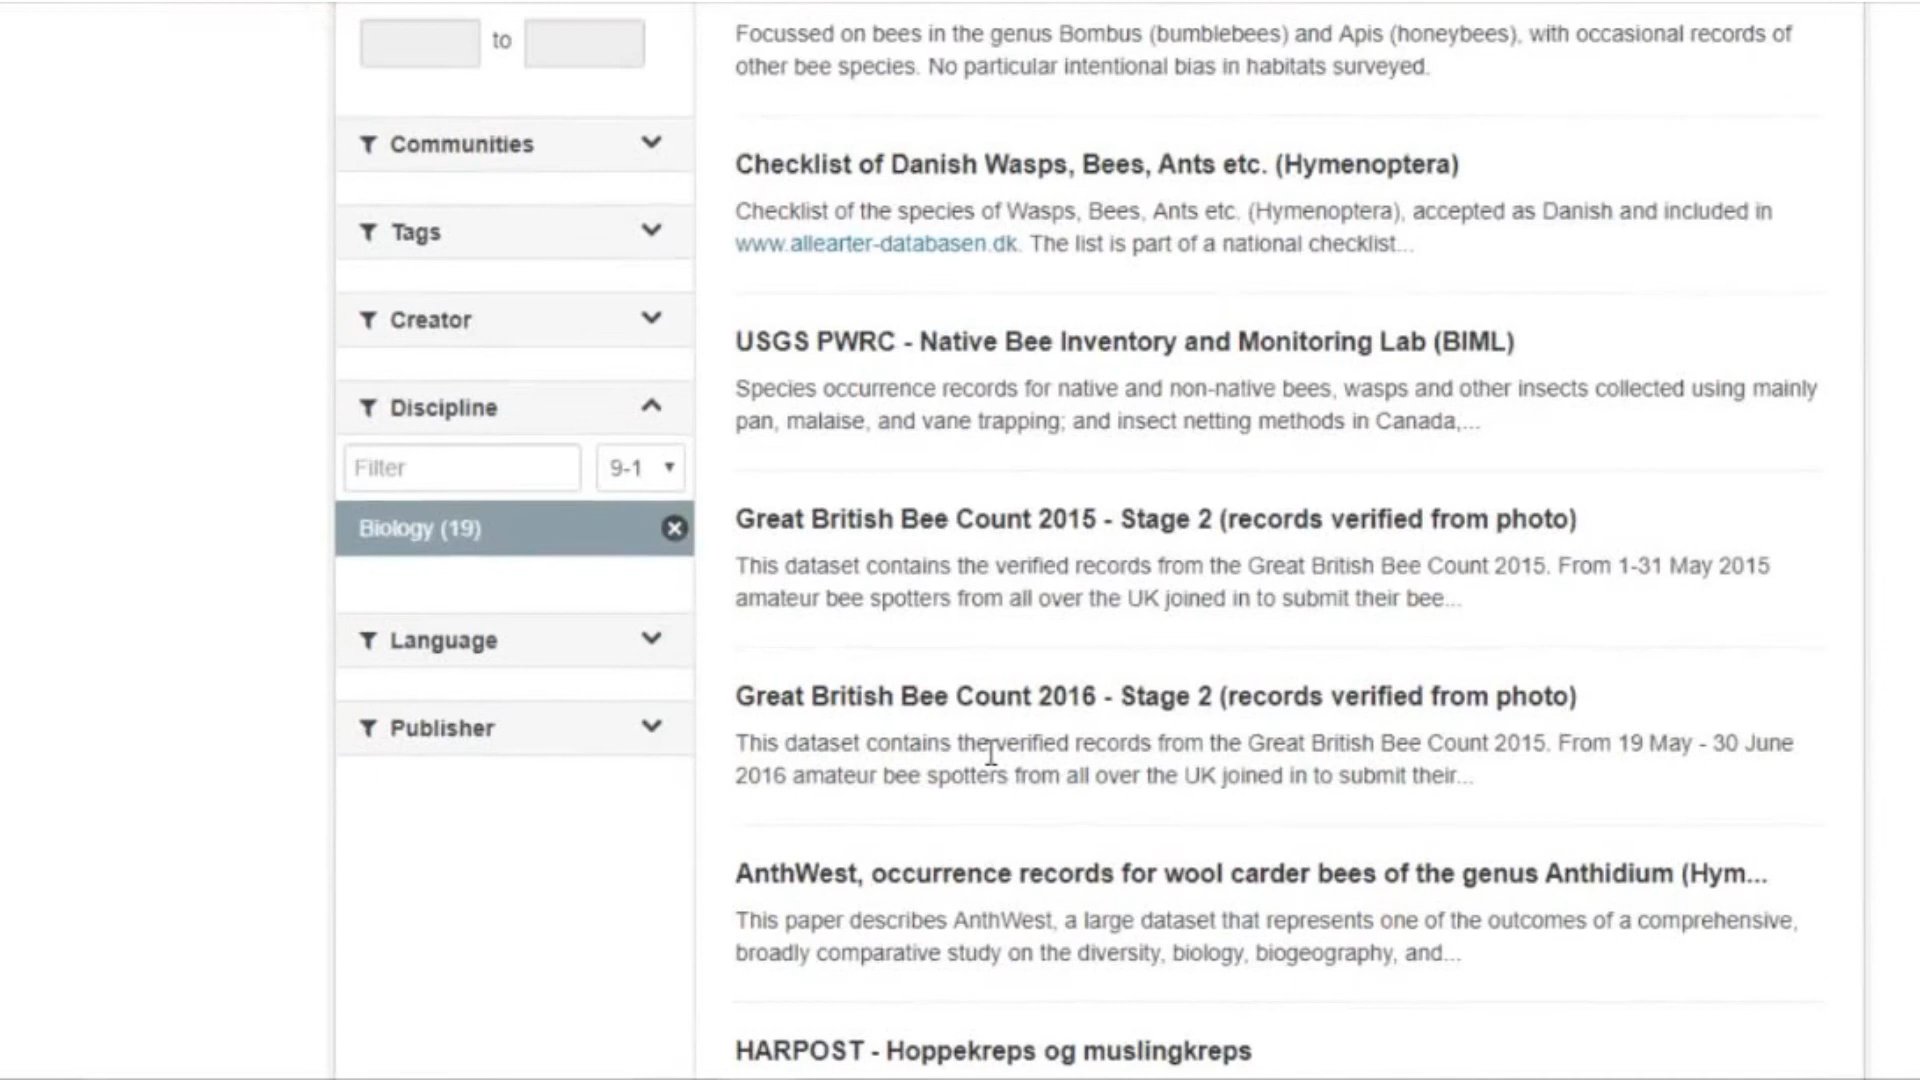 to
Communities
Tags
Creator
Discipline
Filter
9-1
Biology (19)
Language
Publisher
Focussed on bees in the genus Bombus (bumblebees) and Apis (honeybees), with occasional records of
other bee species. No particular intentional bias in habitats surveyed.
Checklist of Danish Wasps, Bees, Ants etc. (Hymenoptera)
Checklist of the species of Wasps, Bees, Ants etc. (Hymenoptera), accepted as Danish and included in
www.allearter-databasen.dk. The list is part of a national checklist...
USGS PWRC - Native Bee Inventory and Monitoring Lab (BIML)
Species occurrence records for native and non-native bees, wasps and other insects collected using mainly
pan, malaise, and vane trapping; and insect netting methods in Canada,...
Great British Bee Count 2015 - Stage 2 (records verified from photo)
This dataset contains the verified records from the Great British Bee Count 2015. From 1-31 May 2015
amateur bee spotters from all over the UK joined in to submit their bee...
Great British Bee Count 2016 - Stage 2 (records verified from photo)
This dataset contains the verified records from the Great British Bee Count 2015. From 19 May - 30 June
2016 amateur bee spotters from all over the UK joined in to submit their...
AnthWest, occurrence records for wool carder bees of the genus Anthidium (Hym...
This paper describes AnthWest, a large dataset that represents one of the outcomes of a comprehensive,
broadly comparative study on the diversity, biology, biogeography, and...
HARPOST - Hoppekreps og muslingkreps